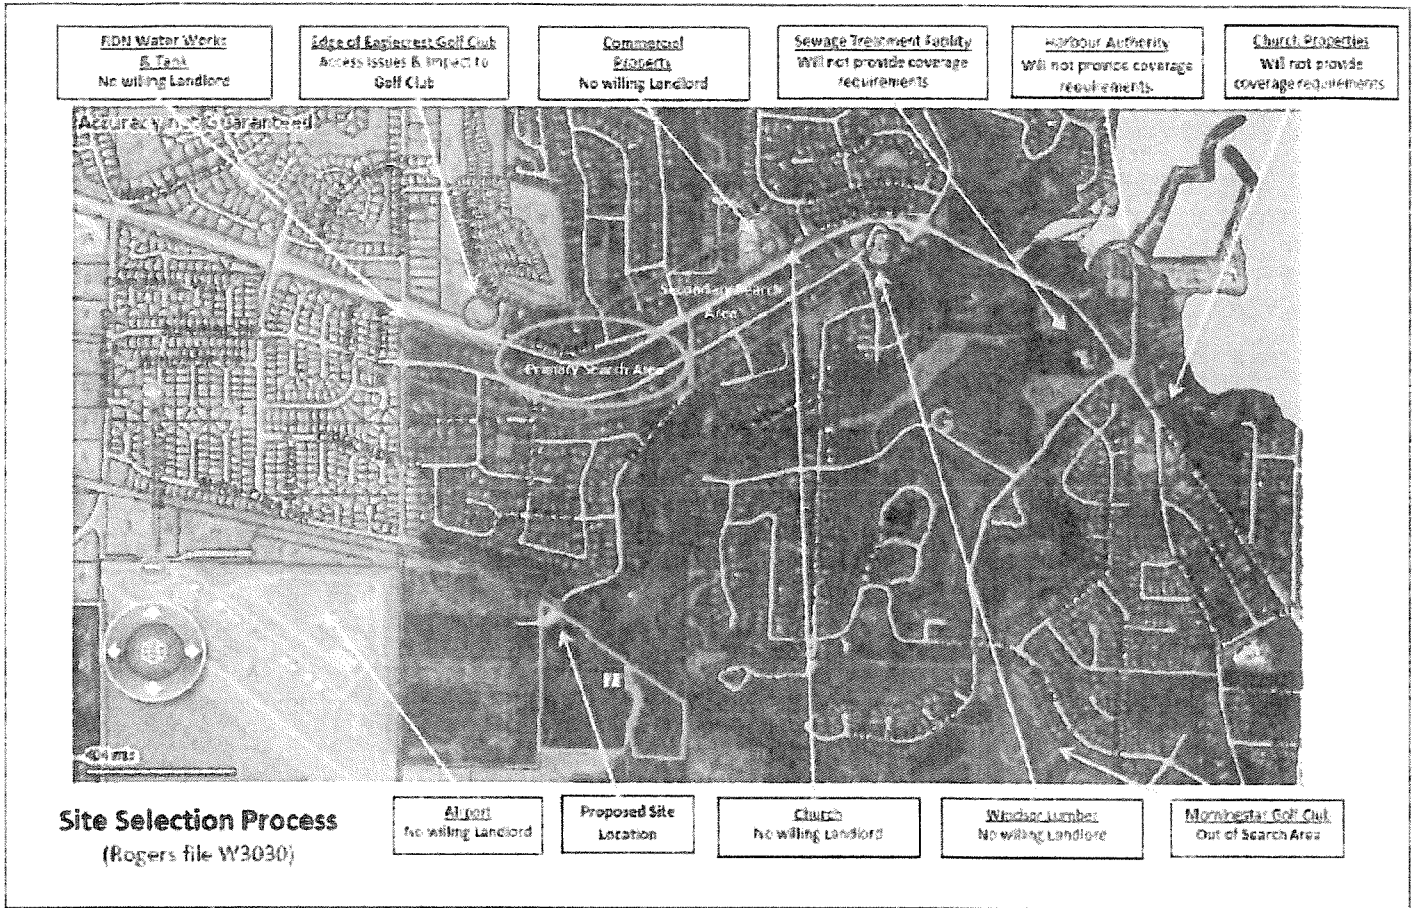 RDN Water Works
& Tank
No willing Landlord
Edge of Eaglecrest Golf Club
Access Issues & Impact to
Golf Club
Commercial
Property
No willing Landlord
Sewage Treatment Facility
Will not provide coverage
requirements
Harbour Authority
Will not provide coverage
requirements
Church Properties
Will not provide
coverage requirements
Accuracy not Guaranteed
Secondary Search
Area
Primary Search Area
G
404 ms
Site Selection Process
(Rogers file W3030)
Airport
No willing Landlord
Proposed Site
Location
Church
No willing Landlord
Windsor Lumber
No willing Landlord
Morningstar Golf Club
Out of Search Area